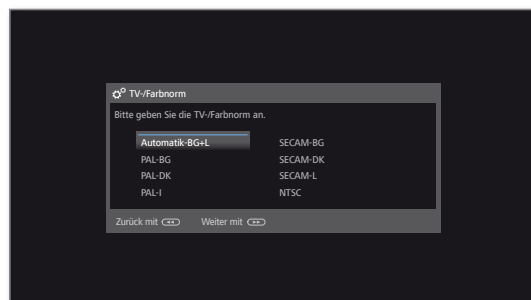 TV-/Farbnorm
Bitte geben Sie die TV-/Farbnorm an.
Automatik-BG+L
PAL-BG
PAL-DK
PAL-I
SECAM-BG
SECAM-DK
SECAM-L
NTSC
Zurück mit Weiter mit